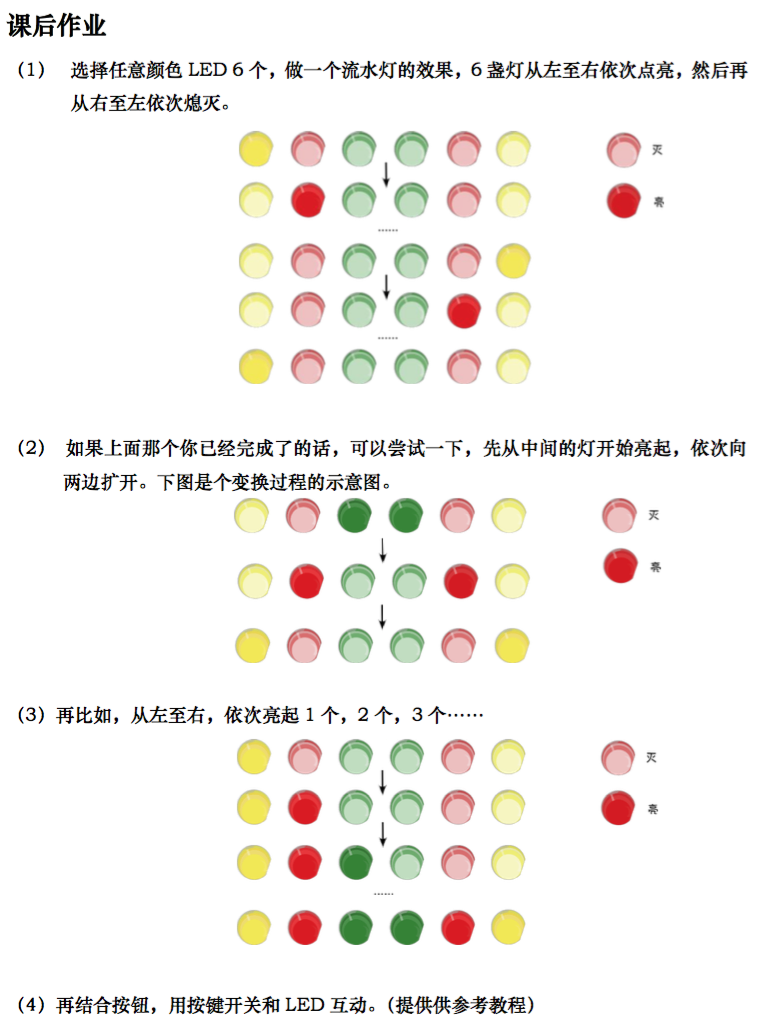 课后作业
（1） 选择任意颜色 LED 6 个，做一个流水灯的效果，6 盏灯从左至右依次点亮，然后再
从右至左依次熄灭。
灭
亮
……
……
（2） 如果上面那个你已经完成了的话，可以尝试一下，先从中间的灯开始亮起，依次向
两边扩开。下图是个变换过程的示意图。
灭
亮
（3）再比如，从左至右，依次亮起 1 个，2 个，3 个……
灭
亮
……
（4）再结合按钮，用按键开关和 LED 互动。（提供供参考教程）